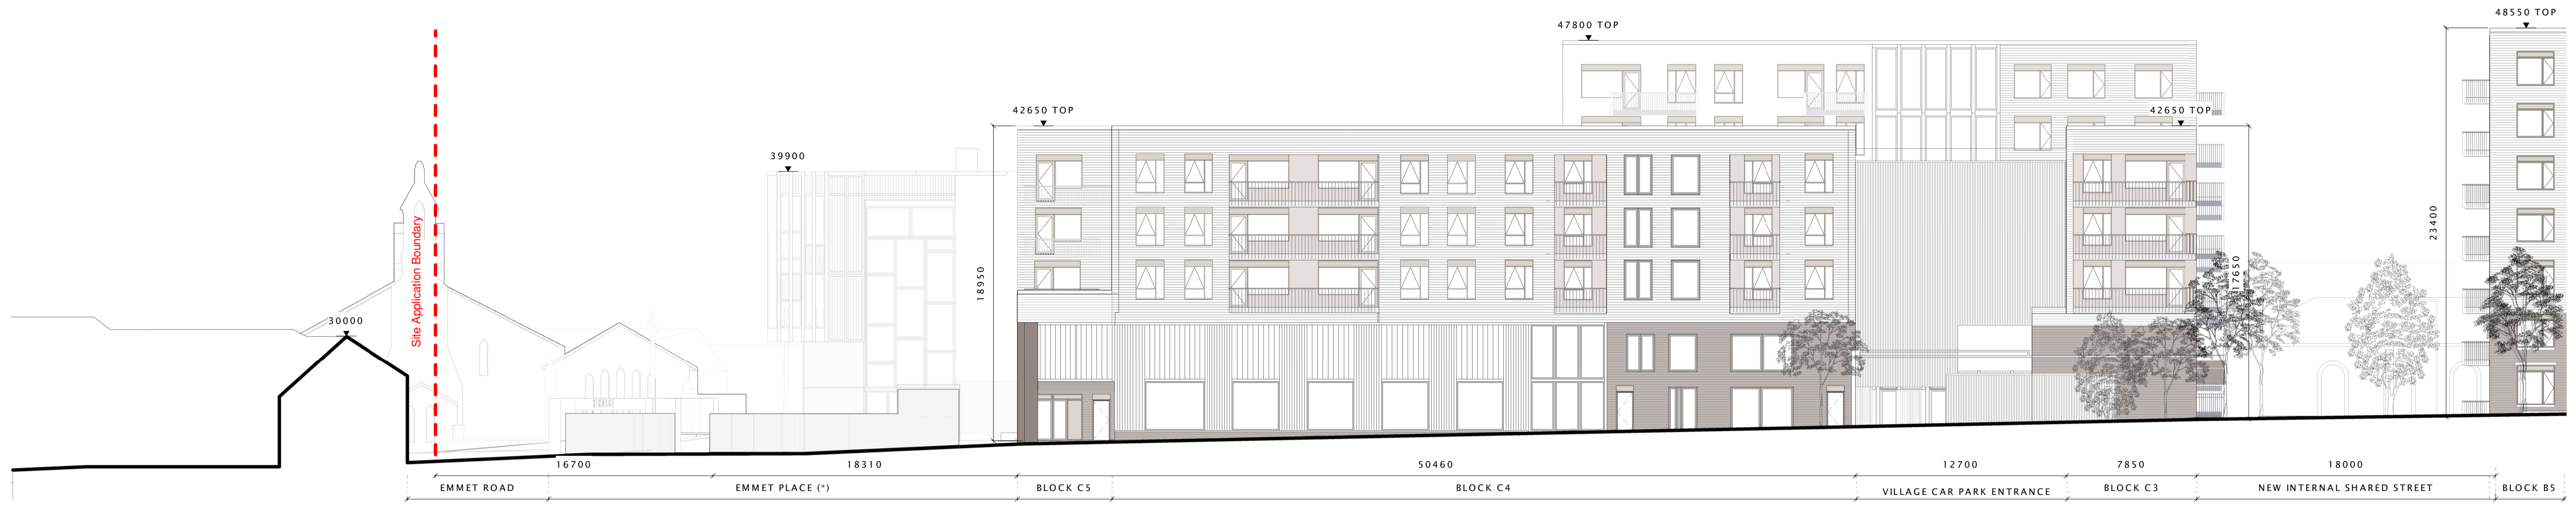 48550 TOP
47800 TOP
42650 TOP
42650 TOP
39900
30000
Site Application Boundary
18950
17650
23400
16700
18310
50460
12700
7850
18000
EMMET ROAD
EMMET PLACE (*)
BLOCK C5
BLOCK C4
VILLAGE CAR PARK ENTRANCE
BLOCK C3
NEW INTERNAL SHARED STREET
BLOCK B5